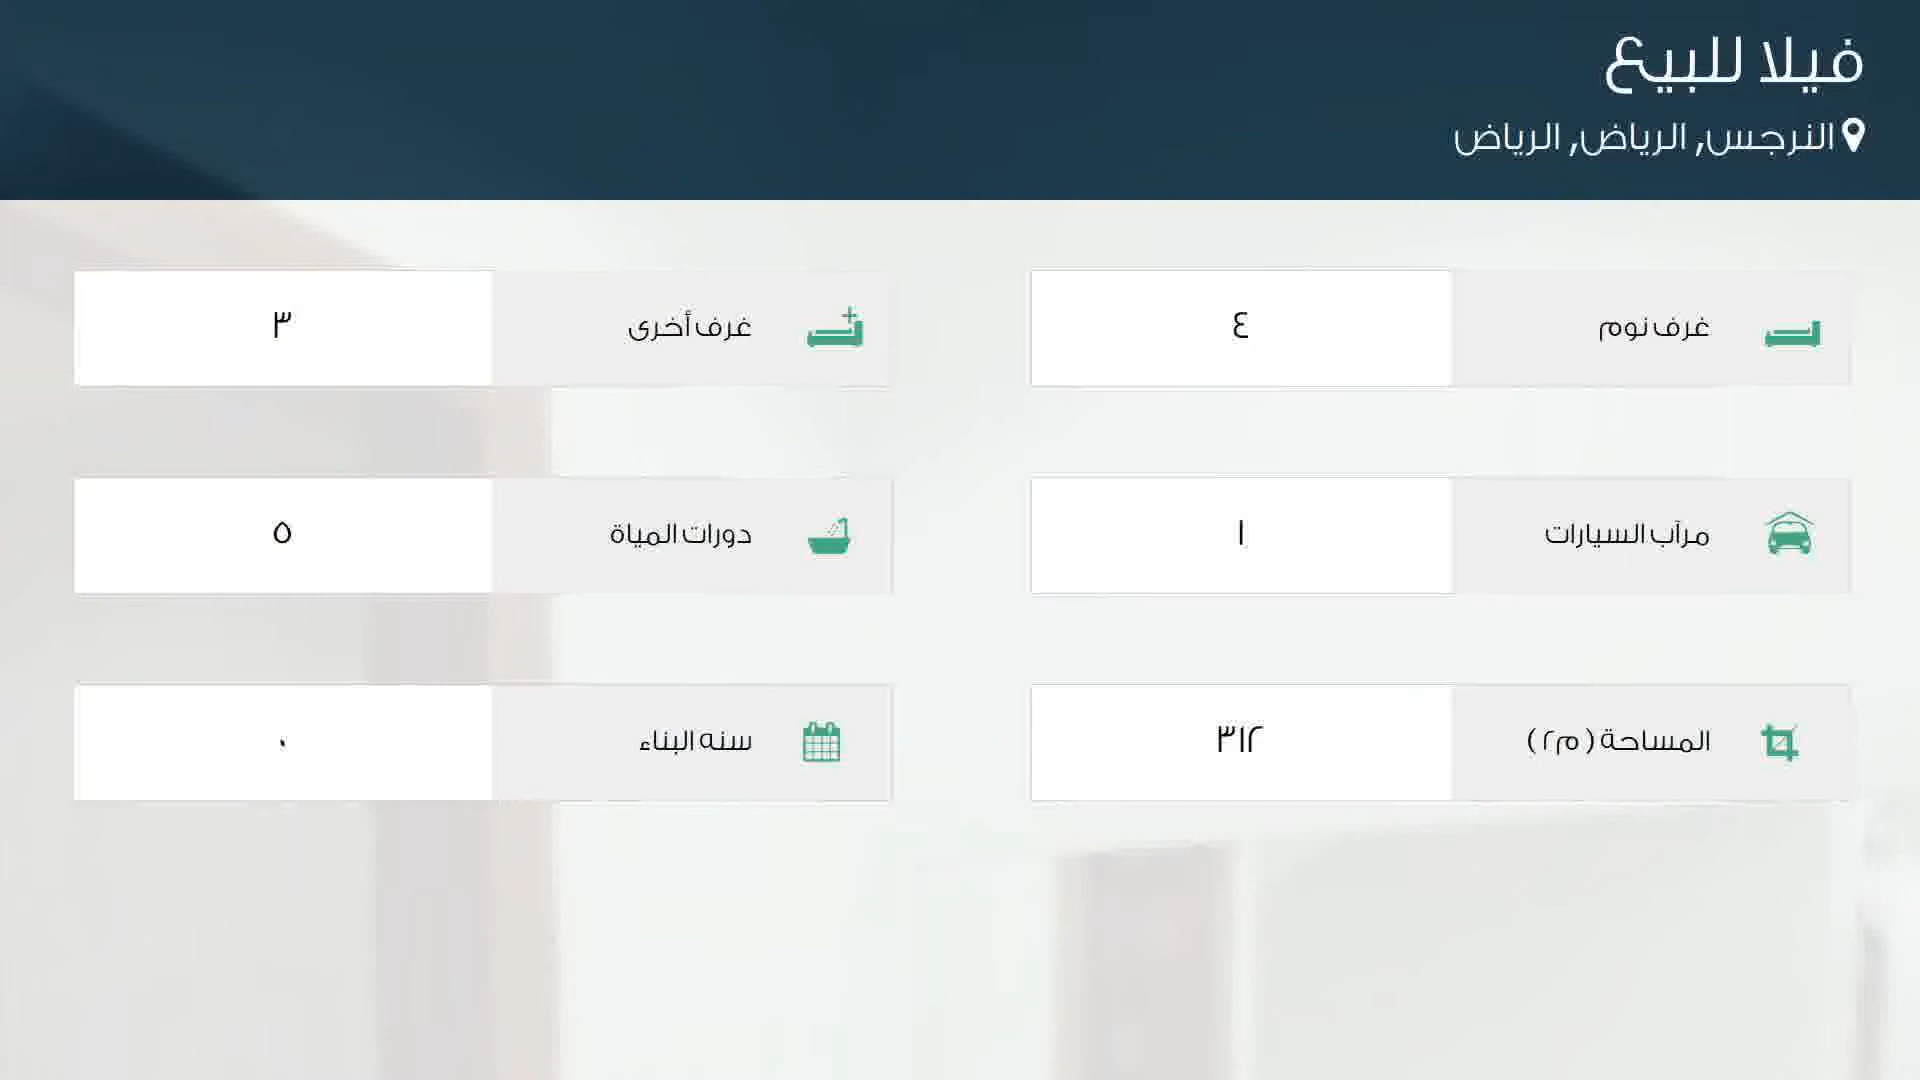 فيلا للبيع
النرجس, الرياض, الرياض
غرف نوم ٤
غرف أخرى ٣
مرآب السيارات ١
دورات المياة ٥
المساحة ( م٢ ) ٣١٢
سنه البناء ٠